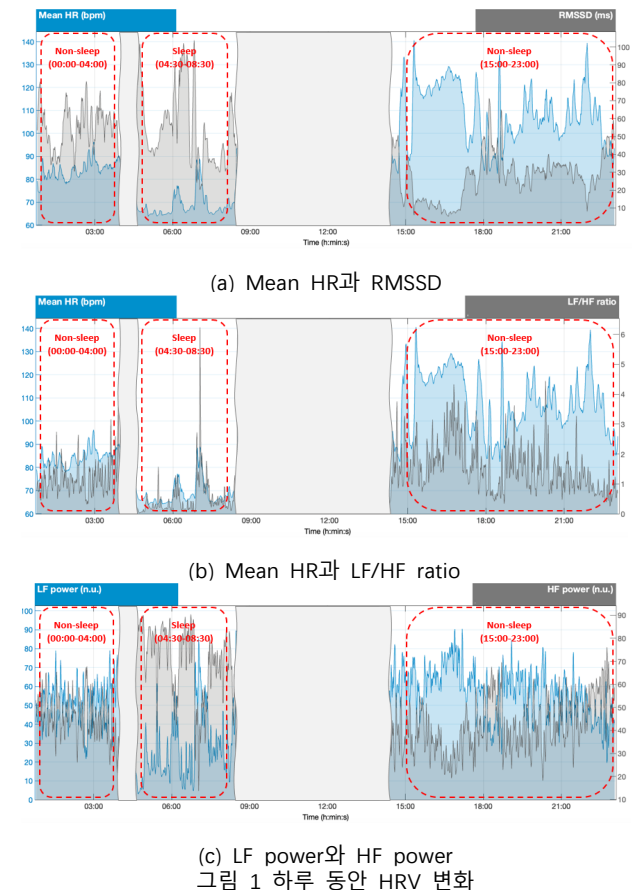 Mean HR (bpm) RMSSD (ms)
140 100
130 90
120 80
110 70
100 60
90 50
80 40
70 30
60 20
10
Non-sleep
(00:00-04:00)
Sleep
(04:30-08:30)
Non-sleep
(15:00-23:00)
03:00 06:00 09:00 12:00 15:00 18:00 21:00
Time (h:min:s)
(a) Mean HR과 RMSSD
Mean HR (bpm) LF/HF ratio
140 6
130 5
120 4
110 3
100 2
90 1
80 0
70
60
Non-sleep
(00:00-04:00)
Sleep
(04:30-08:30)
Non-sleep
(15:00-23:00)
03:00 06:00 09:00 12:00 15:00 18:00 21:00
Time (h:min:s)
(b) Mean HR과 LF/HF ratio
LF power (n.u.) HF power (n.u.)
100 90
90 80
80 70
70 60
60 50
50 40
40 30
30 20
20 10
10
0
Non-sleep
(00:00-04:00)
Sleep
(04:30-08:30)
Non-sleep
(15:00-23:00)
03:00 06:00 09:00 12:00 15:00 18:00 21:00
Time (h:min:s)
(c) LF power와 HF power
그림 1 하루 동안 HRV 변화